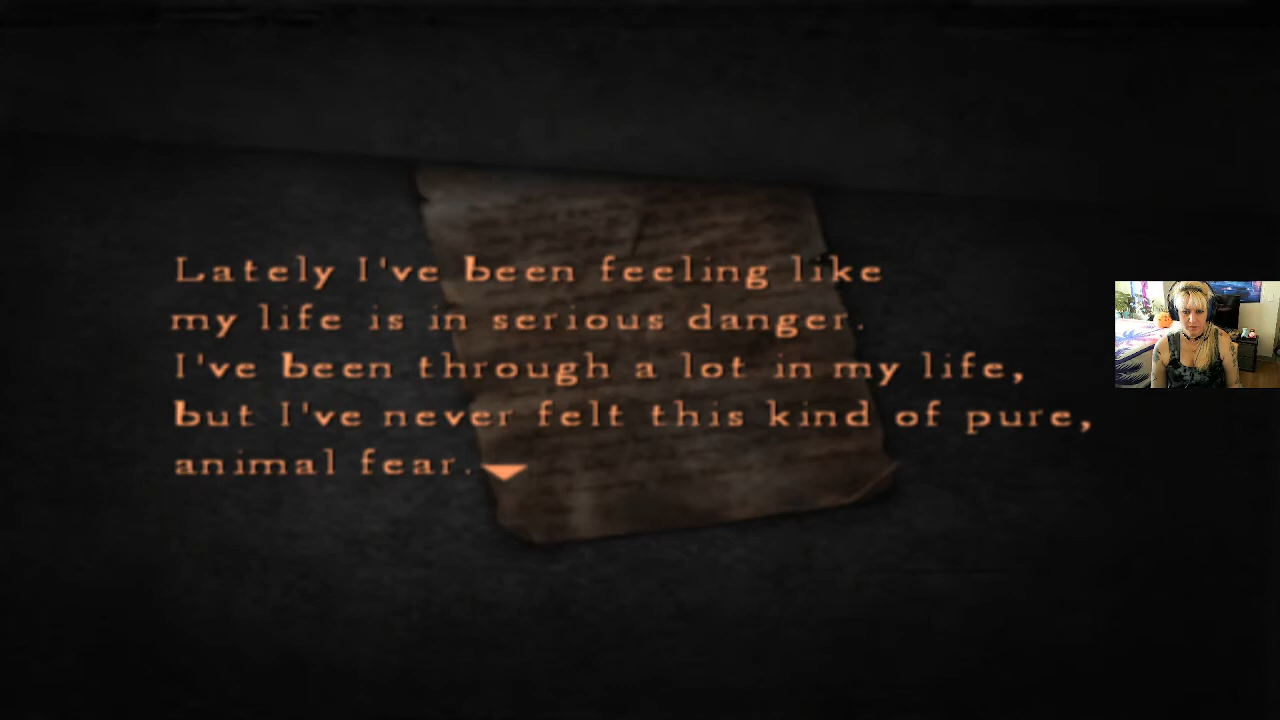 Lately I've been feeling like
my life is in serious danger.
I've been through a lot in my life,
but I've never felt this kind of pure,
animal fear.